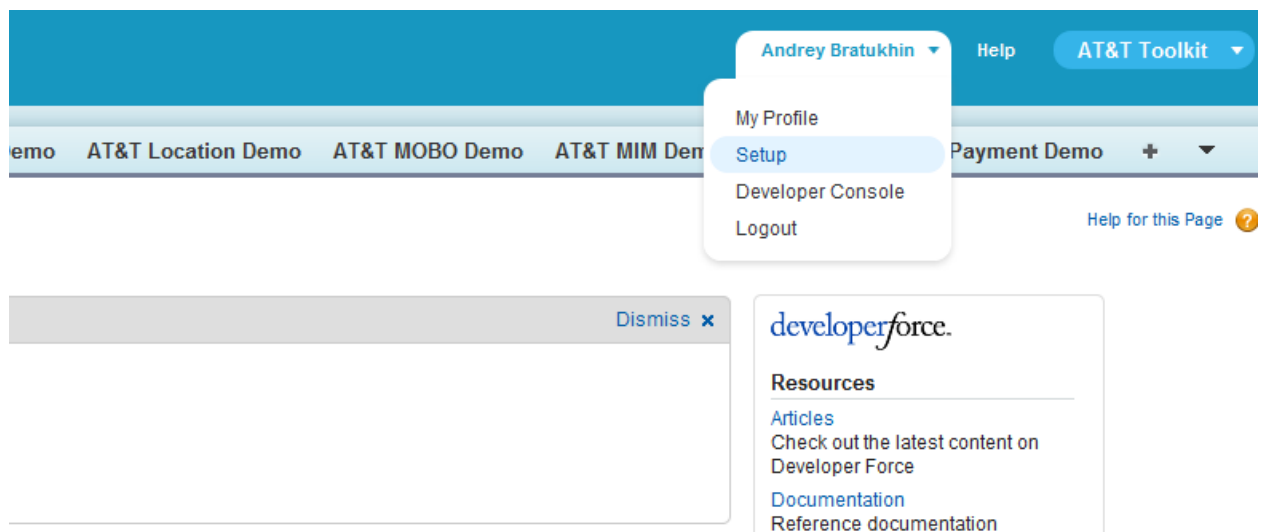 Andrey Bratukhin Help AT&T Toolkit
My Profile
emo AT&T Location Demo AT&T MOBO Demo AT&T MIM Dem Setup Payment Demo
Developer Console
Help for this Page ?
Logout
Dismiss
developerforce.
Resources
Articles
Check out the latest content on
Developer Force
Documentation
Reference documentation